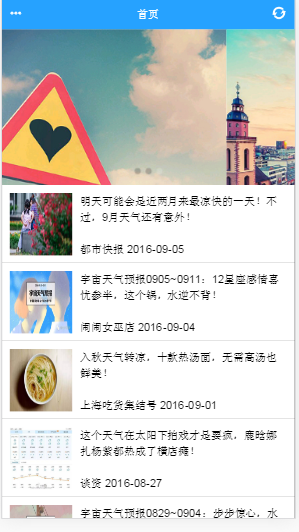 首页
明天可能会是近两月来最凉快的一天！不
过，9月天气还有意外！
都市快报 2016-09-05
宇宙天气预报0905~0911：12星座感情喜
忧参半，这个锅，水逆不背！
闹闹女巫店 2016-09-04
入秋天气转凉，十款热汤面，无需高汤也
鲜美！
上海吃货集结号 2016-09-01
这个天气在太阳下拍戏才是要疯，鹿晗娜
扎杨紫都热成了横店瘫！
谈资 2016-08-27
宇宙天气预报0829~0904：步步惊心，水